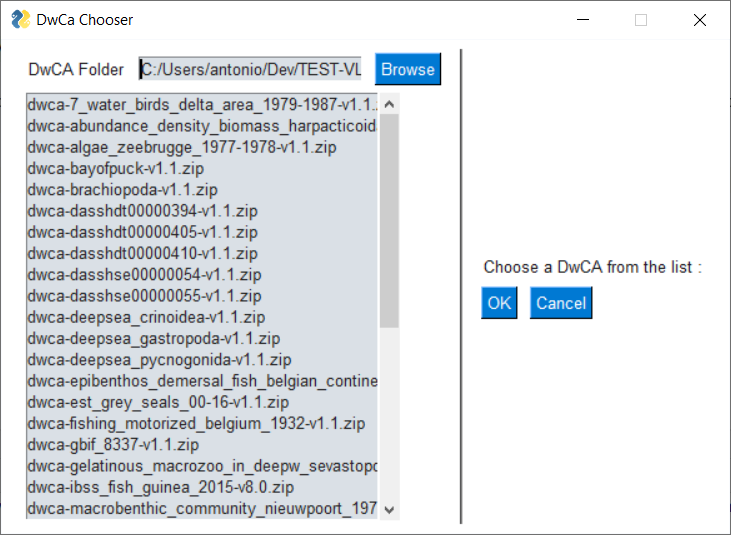 DwCa Chooser
DwCA Folder C:/Users/antonio/Dev/TEST-VL Browse
dwca-7_water_birds_delta_area_1979-1987-v1.1.z
dwca-abundance_density_biomass_harpacticoida
dwca-algae_zeebrugge_1977-1978-v1.1.zip
dwca-bayofpuck-v1.1.zip
dwca-brachiopoda-v1.1.zip
dwca-dasshdt00000394-v1.1.zip
dwca-dasshdt00000405-v1.1.zip
dwca-dasshdt00000410-v1.1.zip
dwca-dasshse00000054-v1.1.zip
dwca-dasshse00000055-v1.1.zip
dwca-deepsea_crinoidea-v1.1.zip
dwca-deepsea_gastropoda-v1.1.zip
dwca-deepsea_pycnogonida-v1.1.zip
dwca-epibenthos_demersal_fish_belgian_contine
dwca-est_grey_seals_00-16-v1.1.zip
dwca-fishing_motorized_belgium_1932-v1.1.zip
dwca-gbif_8337-v1.1.zip
dwca-gelatinous_macrozoo_in_deepw_sevastopo
dwca-ibss_fish_guinea_2015-v8.0.zip
dwca-macrobenthic_community_nieuwpoort_197
Choose a DwCA from the list :
OK Cancel